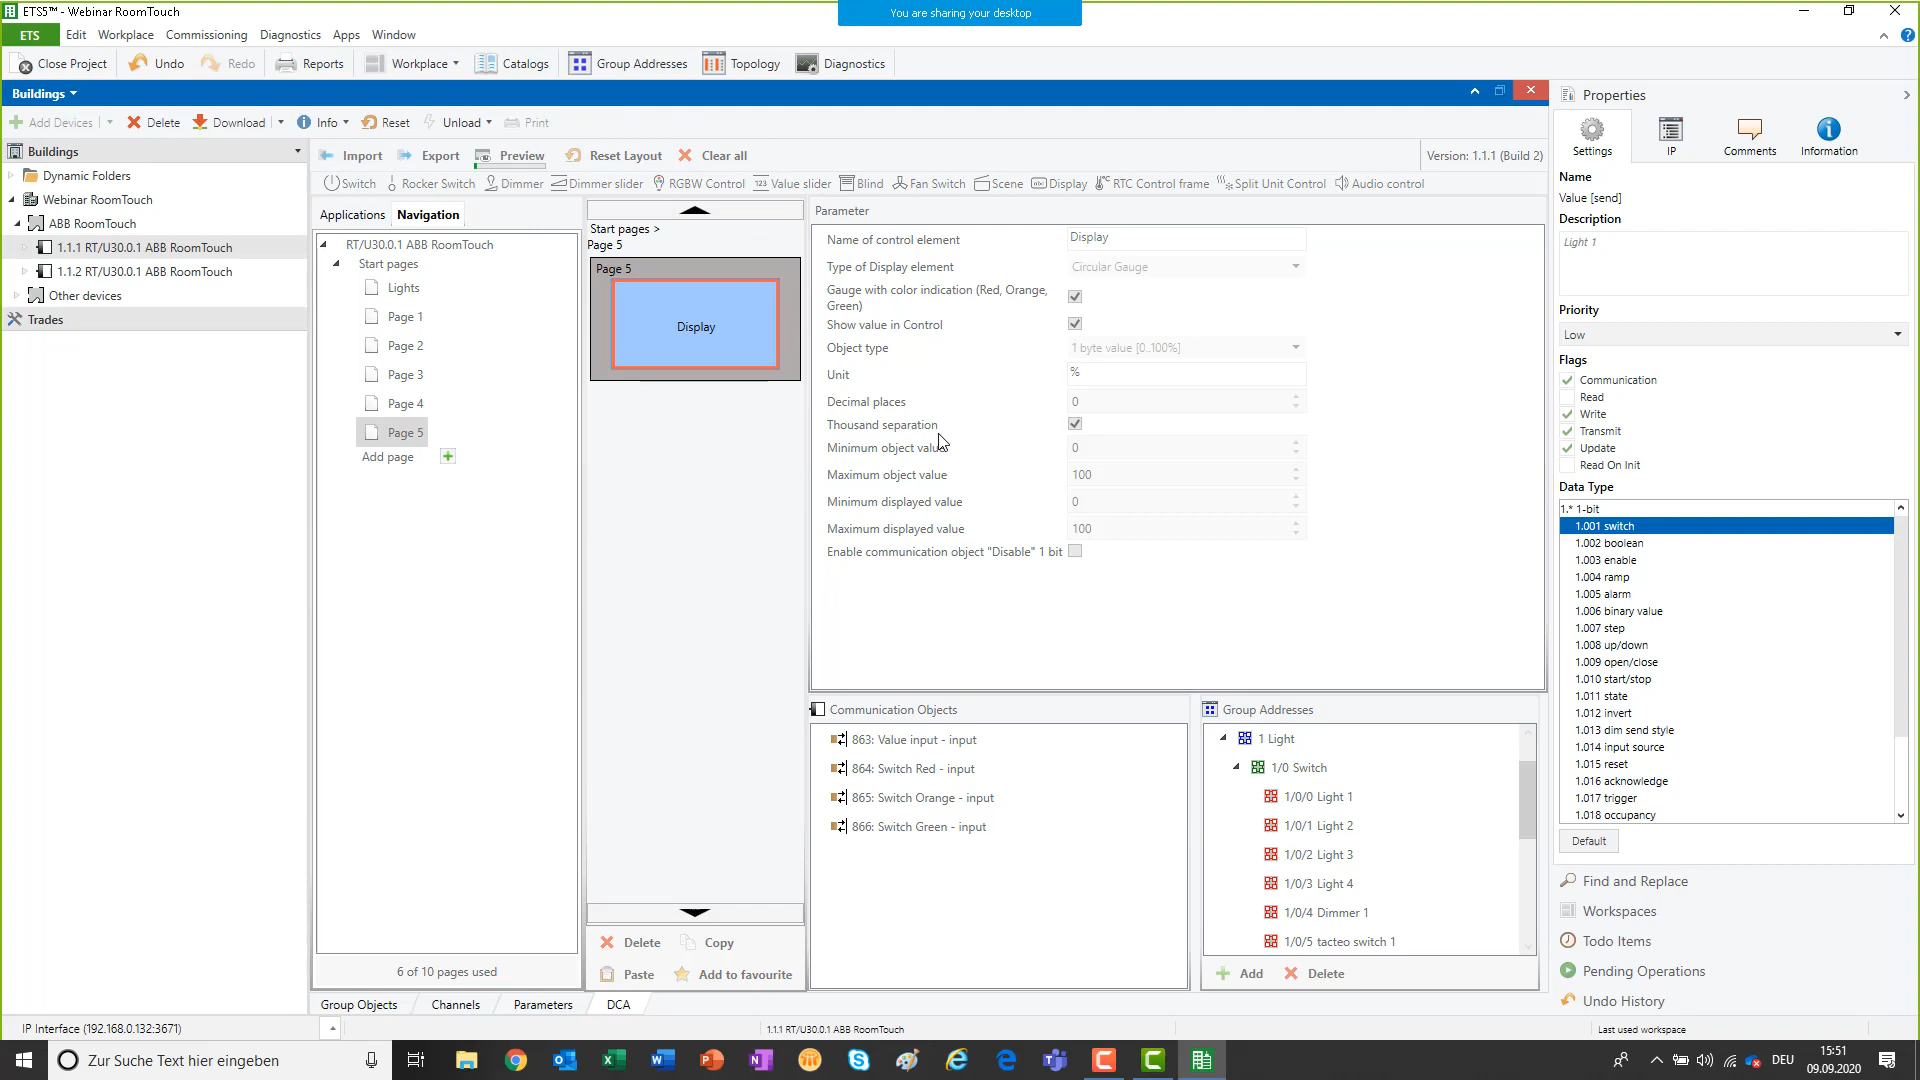 ETS5™ - Webinar RoomTouch
You are sharing your desktop
ETS Edit Workplace Commissioning Diagnostics Apps Window
Close Project Undo Redo Reports Workplace Catalogs Group Addresses Topology Diagnostics
Buildings
Add Devices Delete Download Info Reset Unload Print
Buildings
Dynamic Folders
Webinar RoomTouch
ABB RoomTouch
1.1.1 RT/U30.0.1 ABB RoomTouch
1.1.2 RT/U30.0.1 ABB RoomTouch
Other devices
Trades
Import Export Preview Reset Layout Clear all
Version: 1.1.1 (Build 2)
Switch Rocker Switch Dimmer Dimmer slider RGBW Control 123 Value slider Blind Fan Switch Scene abc Display RTC Control frame Split Unit Control Audio control
Applications Navigation
RT/U30.0.1 ABB RoomTouch
Start pages
Lights
Page 1
Page 2
Page 3
Page 4
Page 5
Add page
6 of 10 pages used
Start pages >
Page 5
Page 5
Display
Delete Copy
Paste Add to favourite
Parameter
Name of control element Display
Type of Display element Circular Gauge
Gauge with color indication (Red, Orange,
Green)
Show value in Control
Object type 1 byte value [0..100%]
Unit %
Decimal places 0
Thousand separation
Minimum object value 0
Maximum object value 100
Minimum displayed value 0
Maximum displayed value 100
Enable communication object "Disable" 1 bit
Communication Objects
863: Value input - input
864: Switch Red - input
865: Switch Orange - input
866: Switch Green - input
Group Addresses
1 Light
1/0 Switch
1/0/0 Light 1
1/0/1 Light 2
1/0/2 Light 3
1/0/3 Light 4
1/0/4 Dimmer 1
1/0/5 tacteo switch 1
Add Delete
Group Objects Channels Parameters DCA
Properties
Settings IP Comments Information
Name
Value [send]
Description
Light 1
Priority
Low
Flags
Communication
Read
Write
Transmit
Update
Read On Init
Data Type
1.* 1-bit
1.001 switch
1.002 boolean
1.003 enable
1.004 ramp
1.005 alarm
1.006 binary value
1.007 step
1.008 up/down
1.009 open/close
1.010 start/stop
1.011 state
1.012 invert
1.013 dim send style
1.014 input source
1.015 reset
1.016 acknowledge
1.017 trigger
1.018 occupancy
Default
Find and Replace
Workspaces
Todo Items
Pending Operations
Undo History
IP Interface (192.168.0.132:3671) 1.1.1 RT/U30.0.1 ABB RoomTouch Last used workspace
Zur Suche Text hier eingeben
DEU
15:51
09.09.2020